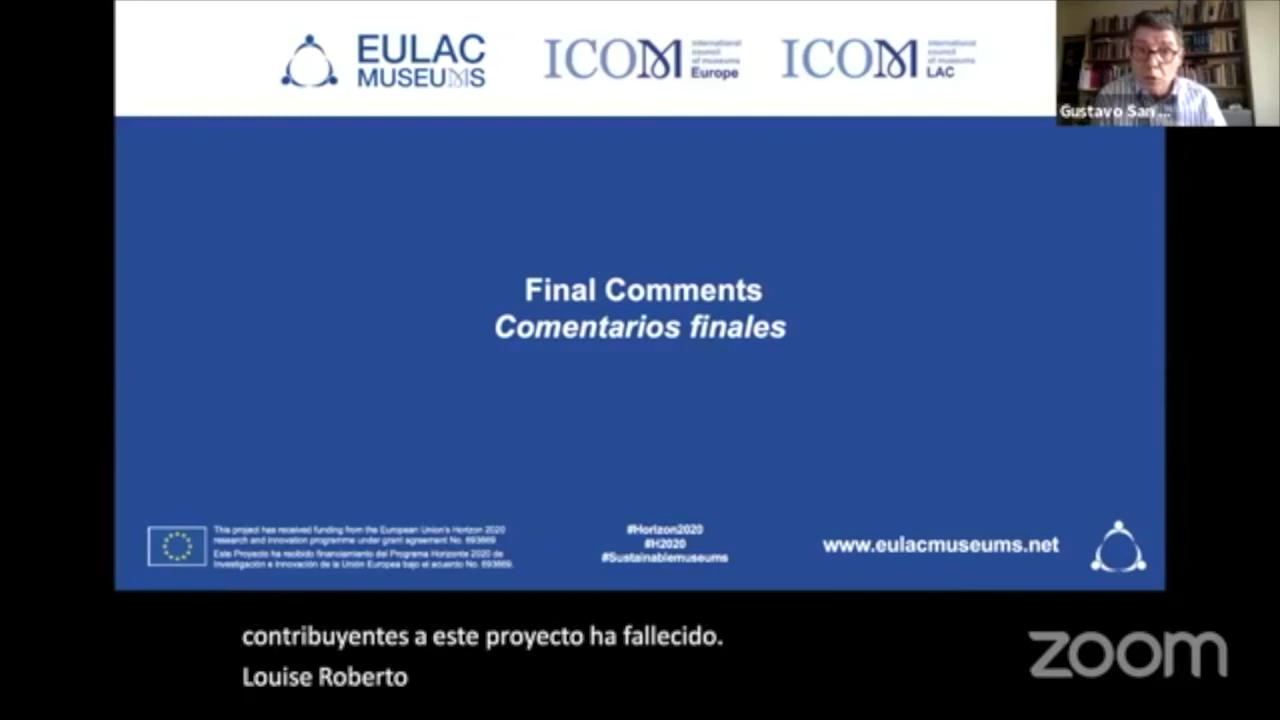 EULAC
MUSEUMS
ICOM international
council
of museums
Europe
ICOM international
council
of museums
LAC
Gustavo San ...
Final Comments
Comentarios finales
This project has received funding from the European Union's Horizon 2020
research and innovation programme under grant agreement No. 693669
Este Proyecto ha recibido financiamiento del Programa Horizonte 2020 de
Investigación e Innovación de la Unión Europea bajo el acuerdo No. 693669.
#Horizon2020
#H2020
#Sustainablemuseums
www.eulacmuseums.net
contribuyentes a este proyecto ha fallecido.
Louise Roberto
zoom